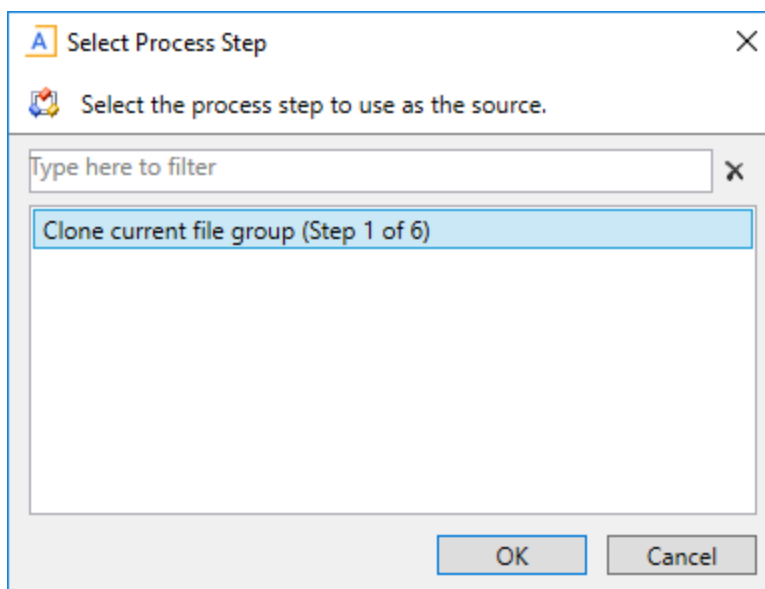 A Select Process Step
Select the process step to use as the source.
Type here to filter
Clone current file group (Step 1 of 6)
OK Cancel